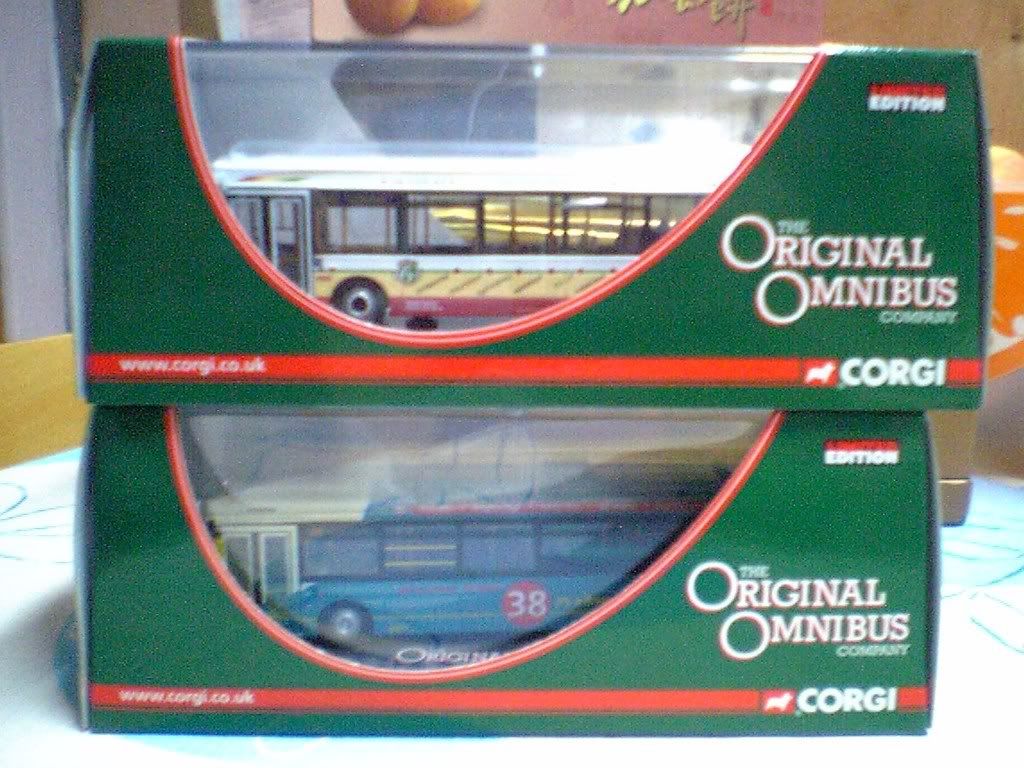 EDITION
THE
ORIGINAL
OMNIBUS
COMPANY
www.corgi.co.uk
CORGI
EDITION
38
THE
ORIGINAL
OMNIBUS
COMPANY
ORIGINA
www.corgi.co.uk
CORGI